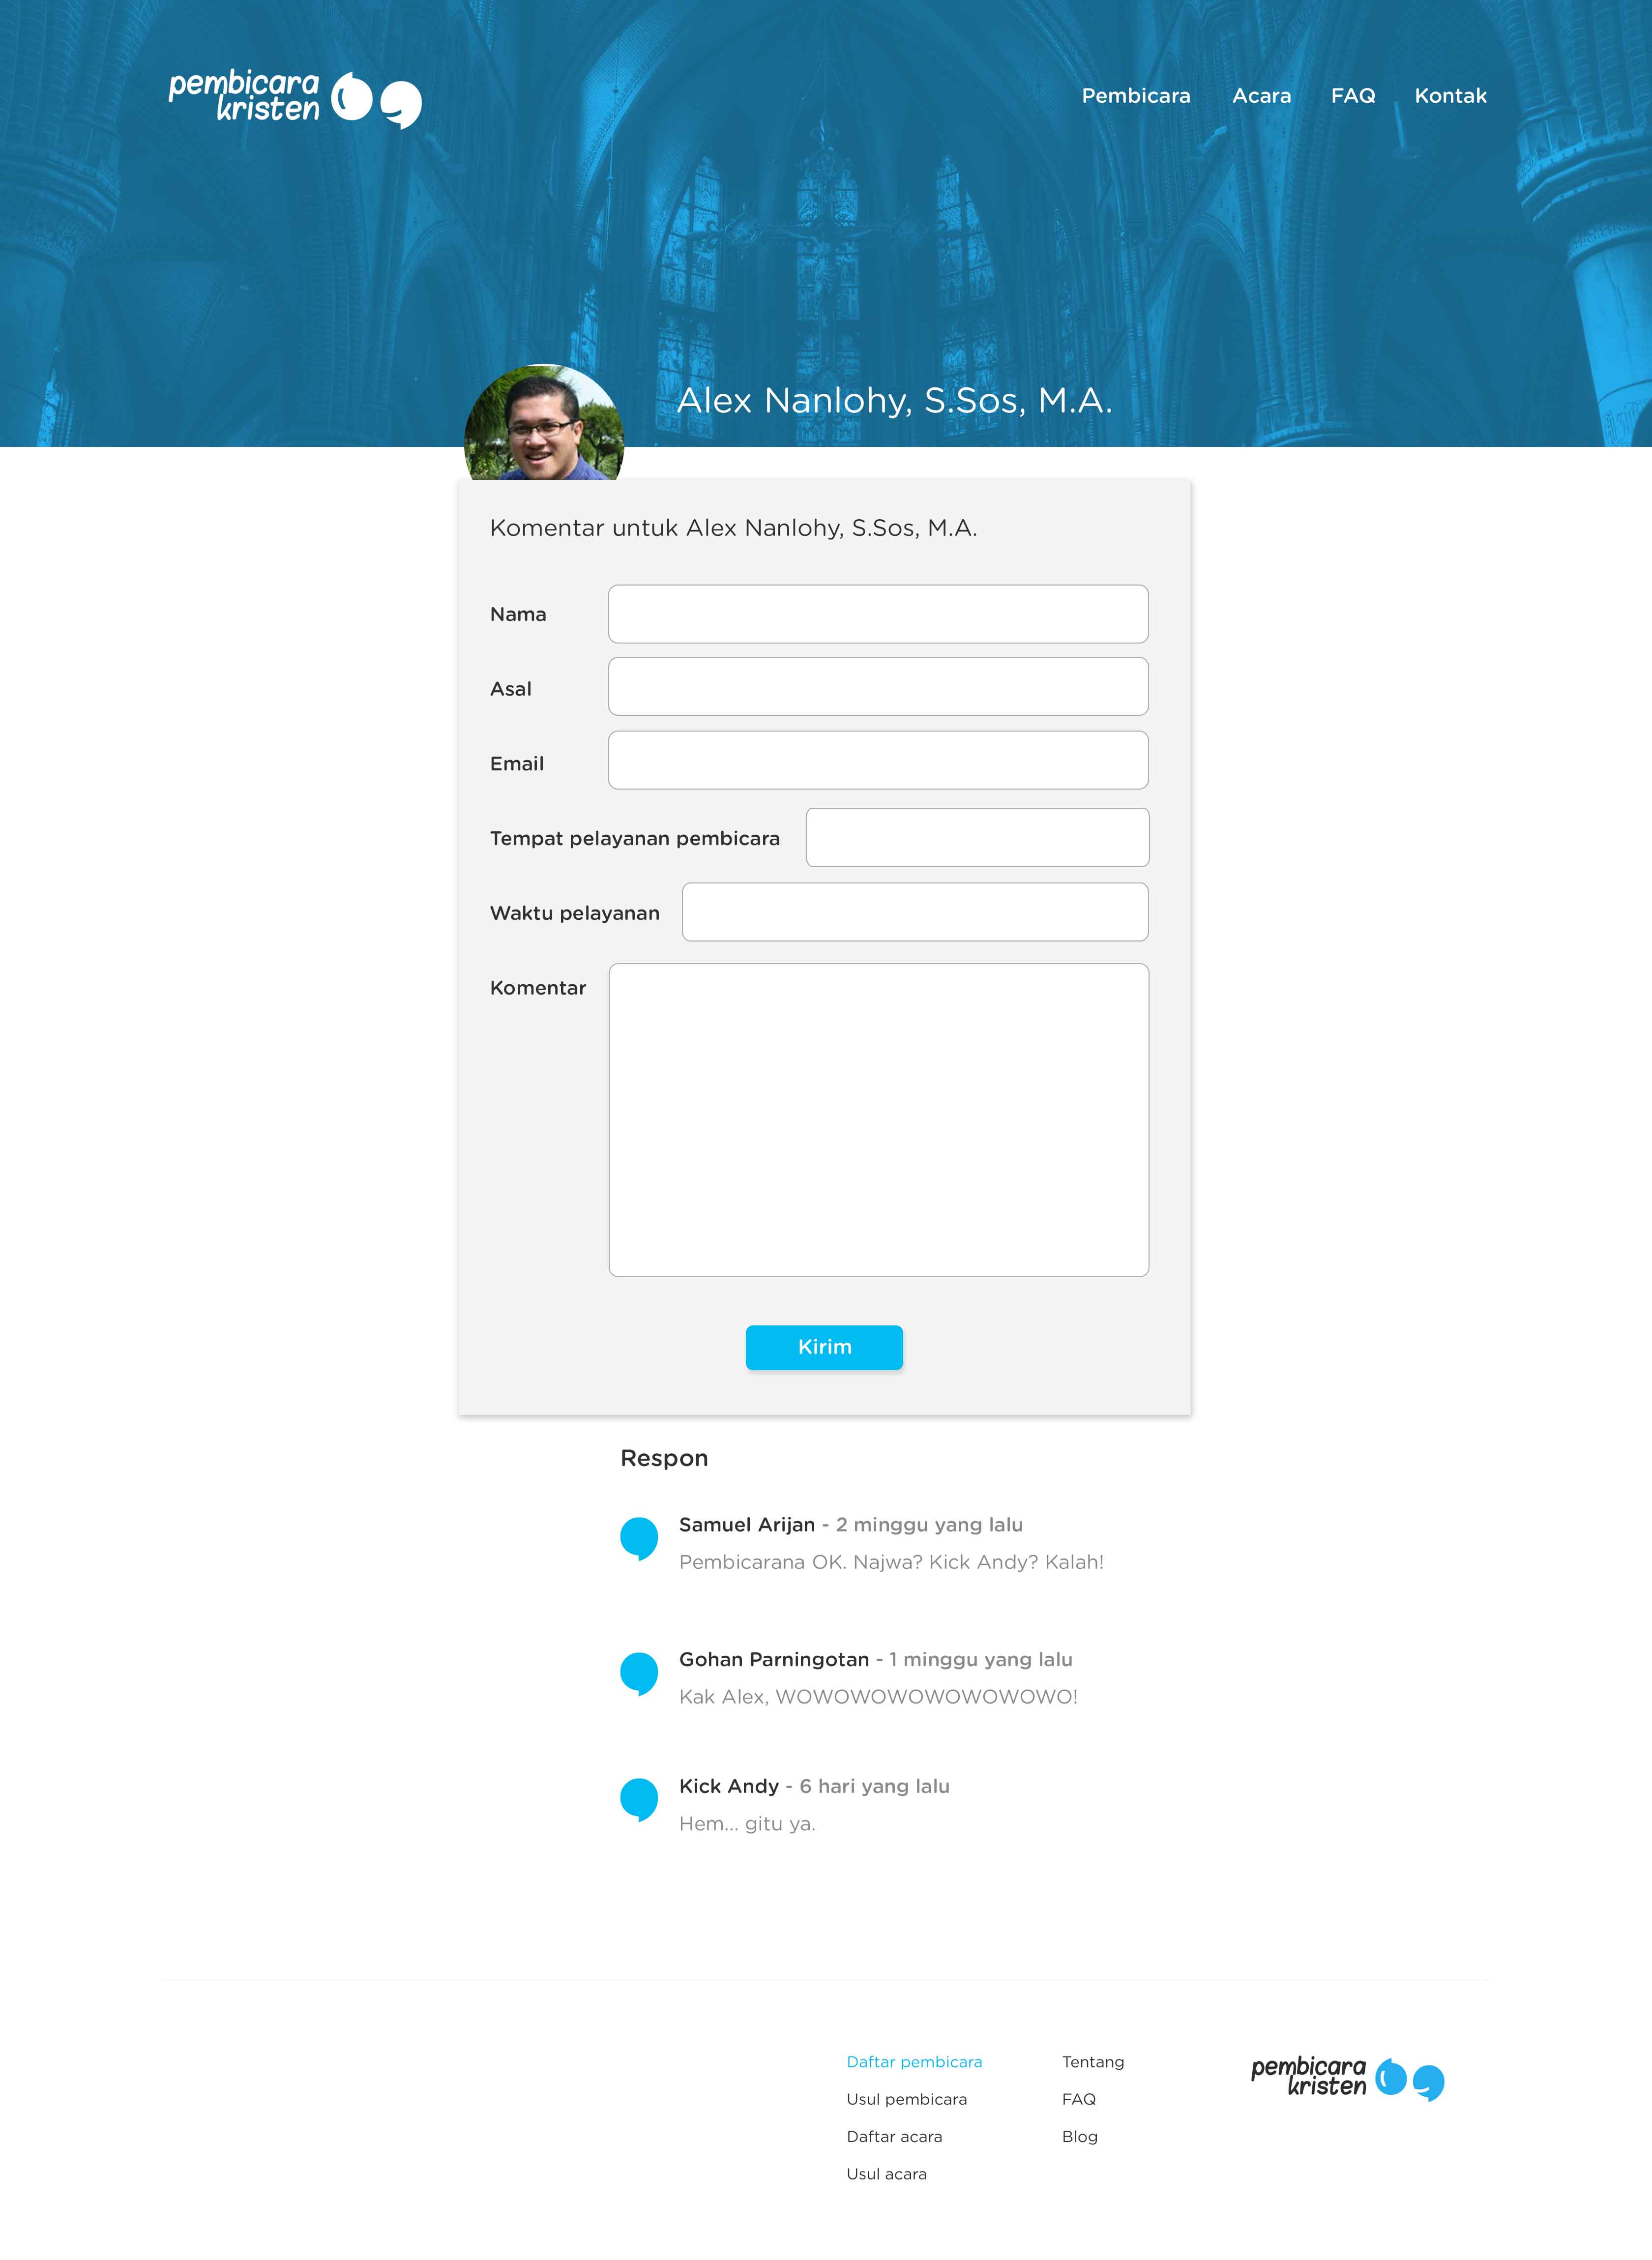 pembicara
kristen
Pembicara Acara FAQ Kontak
Alex Nanlohy, S.Sos, M.A.
Komentar untuk Alex Nanlohy, S.Sos, M.A.
Nama
Asal
Email
Tempat pelayanan pembicara
Waktu pelayanan
Komentar
Kirim
Respon
Samuel Arijan - 2 minggu yang lalu
Pembicarana OK. Najwa? Kick Andy? Kalah!
Gohan Parningotan - 1 minggu yang lalu
Kak Alex, WOWOWOWOWOWOWOWO!
Kick Andy - 6 hari yang lalu
Hem... gitu ya.
Daftar pembicara
Usul pembicara
Daftar acara
Usul acara
Tentang
FAQ
Blog
pembicara
kristen